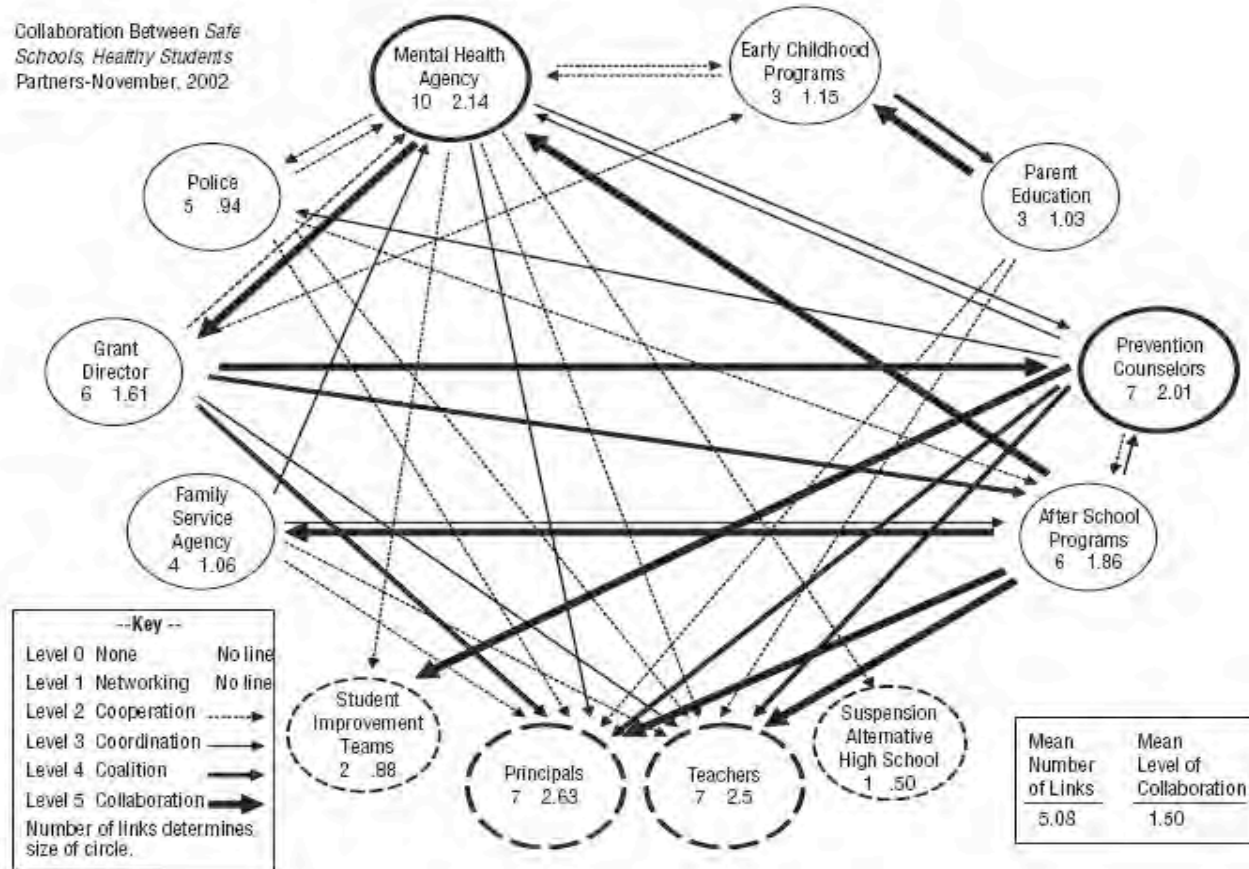 Collaboration Between Safe
Schools, Healthy Students
Partners-November, 2002
Mental Health
Agency
10 2.14
Early Childhood
Programs
3 1.15
Police
5 .94
Parent
Education
3 1.03
Grant
Director
6 1.61
Prevention
Counselors
7 2.01
Family
Service
Agency
4 1.06
After School
Programs
6 1.86
Student
Improvement
Teams
2 .88
Principals
7 2.63
Teachers
7 2.5
Suspension
Alternative
High School
1 .50
--Key --
Level 0 None No line
Level 1 Networking No line
Level 2 Cooperation
Level 3 Coordination
Level 4 Coalition
Level 5 Collaboration
Number of links determines
size of circle.
Mean Mean
Number Level of
of Links Collaboration
5.08 1.50